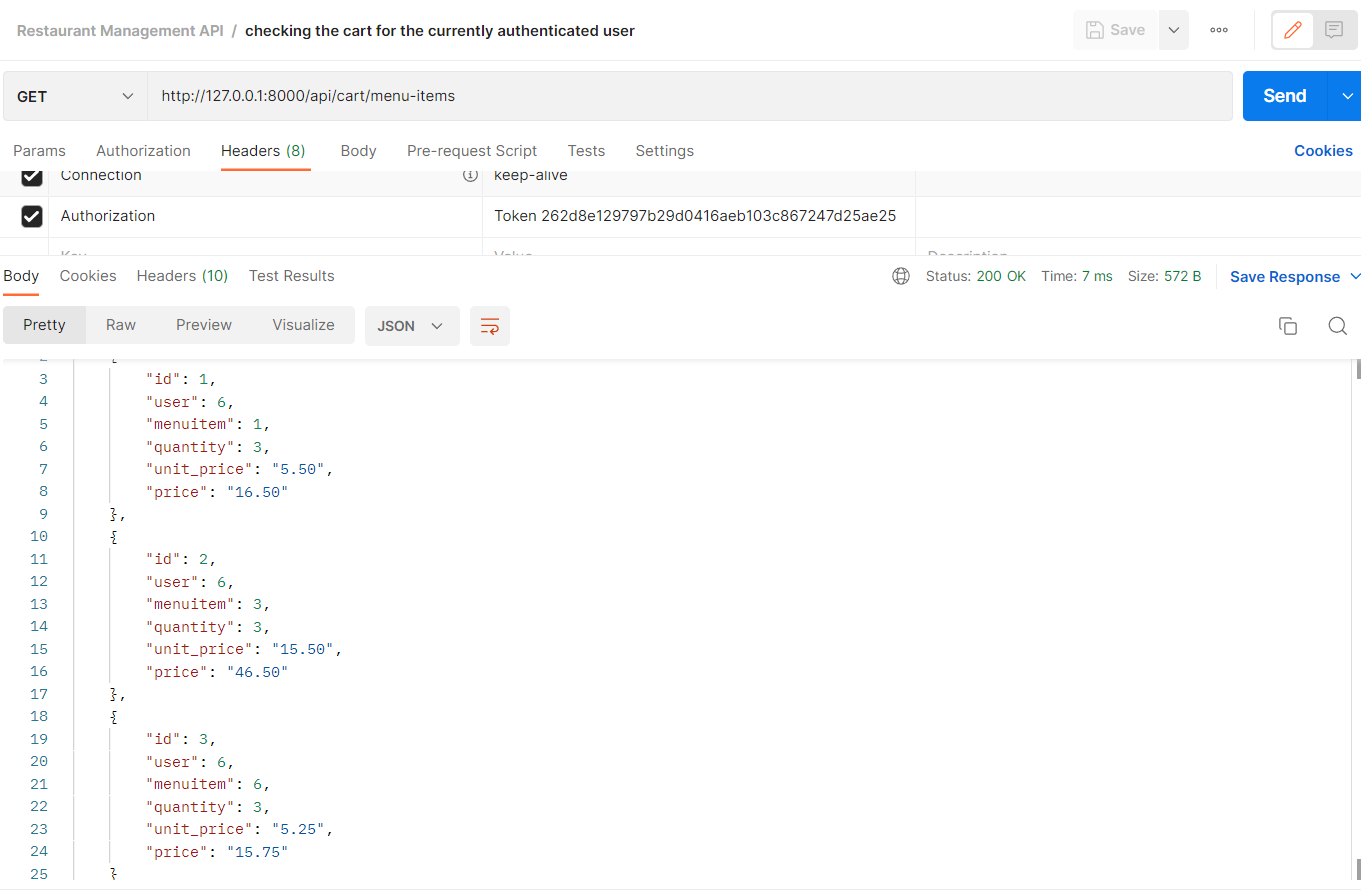 Restaurant Management API / checking the cart for the currently authenticated user
Save
GET
http://127.0.0.1:8000/api/cart/menu-items
Send
Params Authorization Headers (8) Body Pre-request Script Tests Settings
Cookies
Connection
keep-alive
Authorization
Token 262d8e129797b29d0416aeb103c867247d25ae25
Key Value Description
Body Cookies Headers (10) Test Results
Status: 200 OK Time: 7 ms Size: 572 B
Save Response
Pretty Raw Preview Visualize
JSON
2 {
3 "id": 1,
4 "user": 6,
5 "menuitem": 1,
6 "quantity": 3,
7 "unit_price": "5.50",
8 "price": "16.50"
9 },
10 {
11 "id": 2,
12 "user": 6,
13 "menuitem": 3,
14 "quantity": 3,
15 "unit_price": "15.50",
16 "price": "46.50"
17 },
18 {
19 "id": 3,
20 "user": 6,
21 "menuitem": 6,
22 "quantity": 3,
23 "unit_price": "5.25",
24 "price": "15.75"
25 }